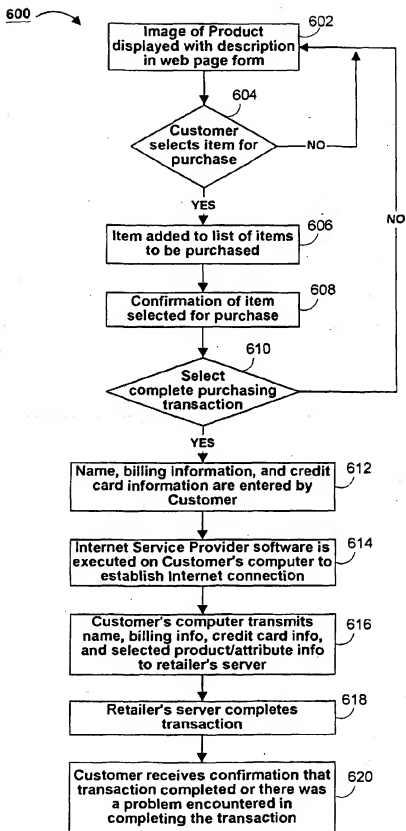 600
602
Image of Product
displayed with description
in web page form
604
Customer
selects item for
purchase
NO
YES
NO
606
Item added to list of items
to be purchased
608
Confirmation of item
selected for purchase
610
Select
complete purchasing
transaction
YES
612
Name, billing information, and credit
card information are entered by
Customer
614
Internet Service Provider software is
executed on Customer's computer to
establish Internet connection
616
Customer's computer transmits
name, billing info, credit card info,
and selected product/attribute info
to retailer's server
618
Retailer's server completes
transaction
620
Customer receives confirmation that
transaction completed or there was
a problem encountered in
completing the transaction